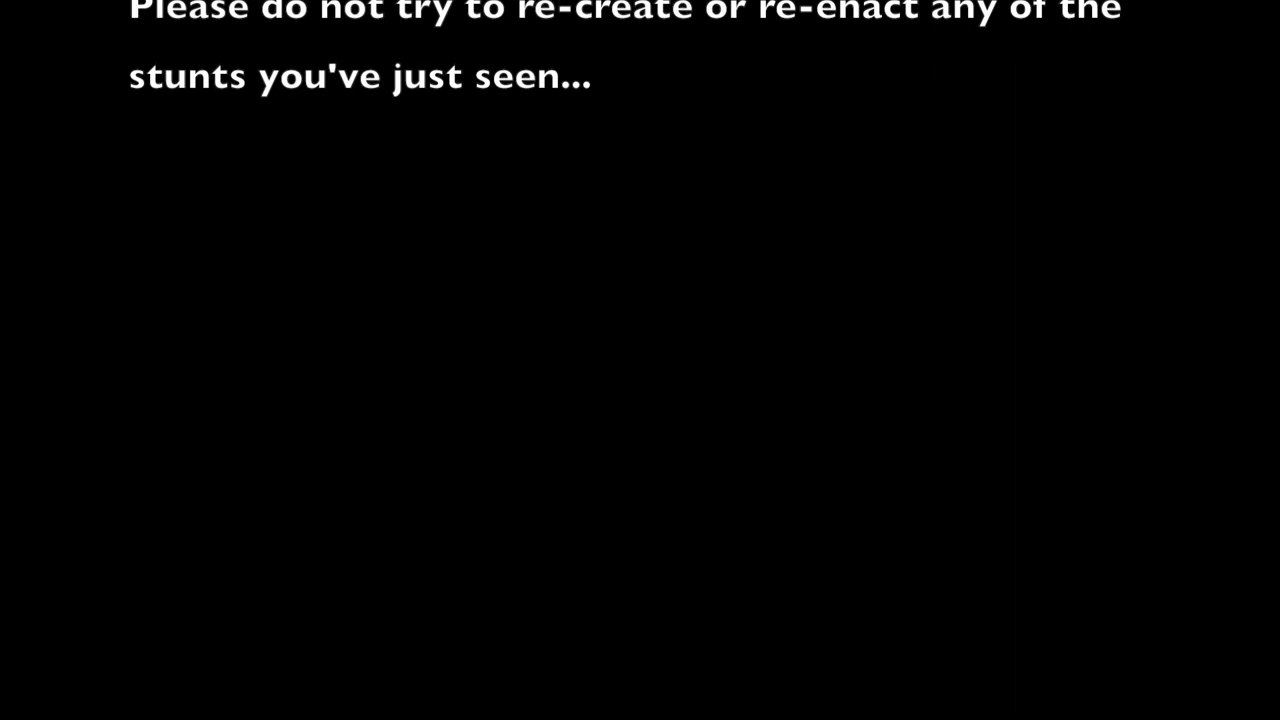 Please do not try to re-create or re-enact any of the
stunts you've just seen...